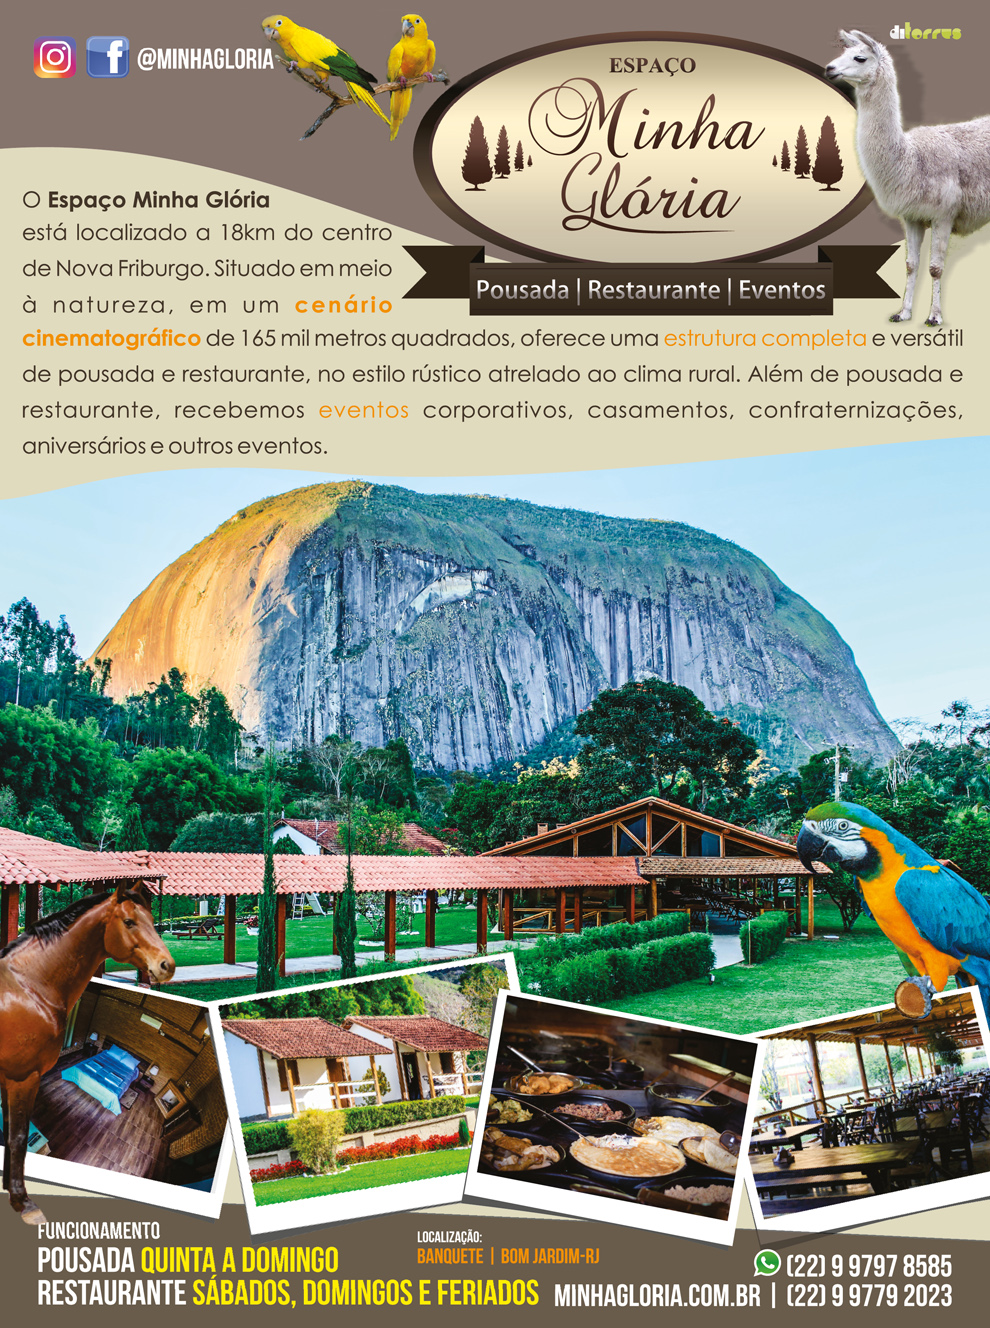 @MINHAGLORIA
diterrus
ESPAÇO
Minha
Glória
Pousada | Restaurante | Eventos
O Espaço Minha Glória
está localizado a 18km do centro
de Nova Friburgo. Situado em meio
à natureza, em um cenário
cinematográfico de 165 mil metros quadrados, oferece uma estrutura completa e versátil
de pousada e restaurante, no estilo rústico atrelado ao clima rural. Além de pousada e
restaurante, recebemos eventos corporativos, casamentos, confraternizações,
aniversários e outros eventos.
FUNCIONAMENTO
POUSADA QUINTA A DOMINGO
RESTAURANTE SÁBADOS, DOMINGOS E FERIADOS
LOCALIZAÇÃO:
BANQUETE | BOM JARDIM-RJ
(22) 9 9797 8585
MINHAGLORIA.COM.BR | (22) 9 9779 2023